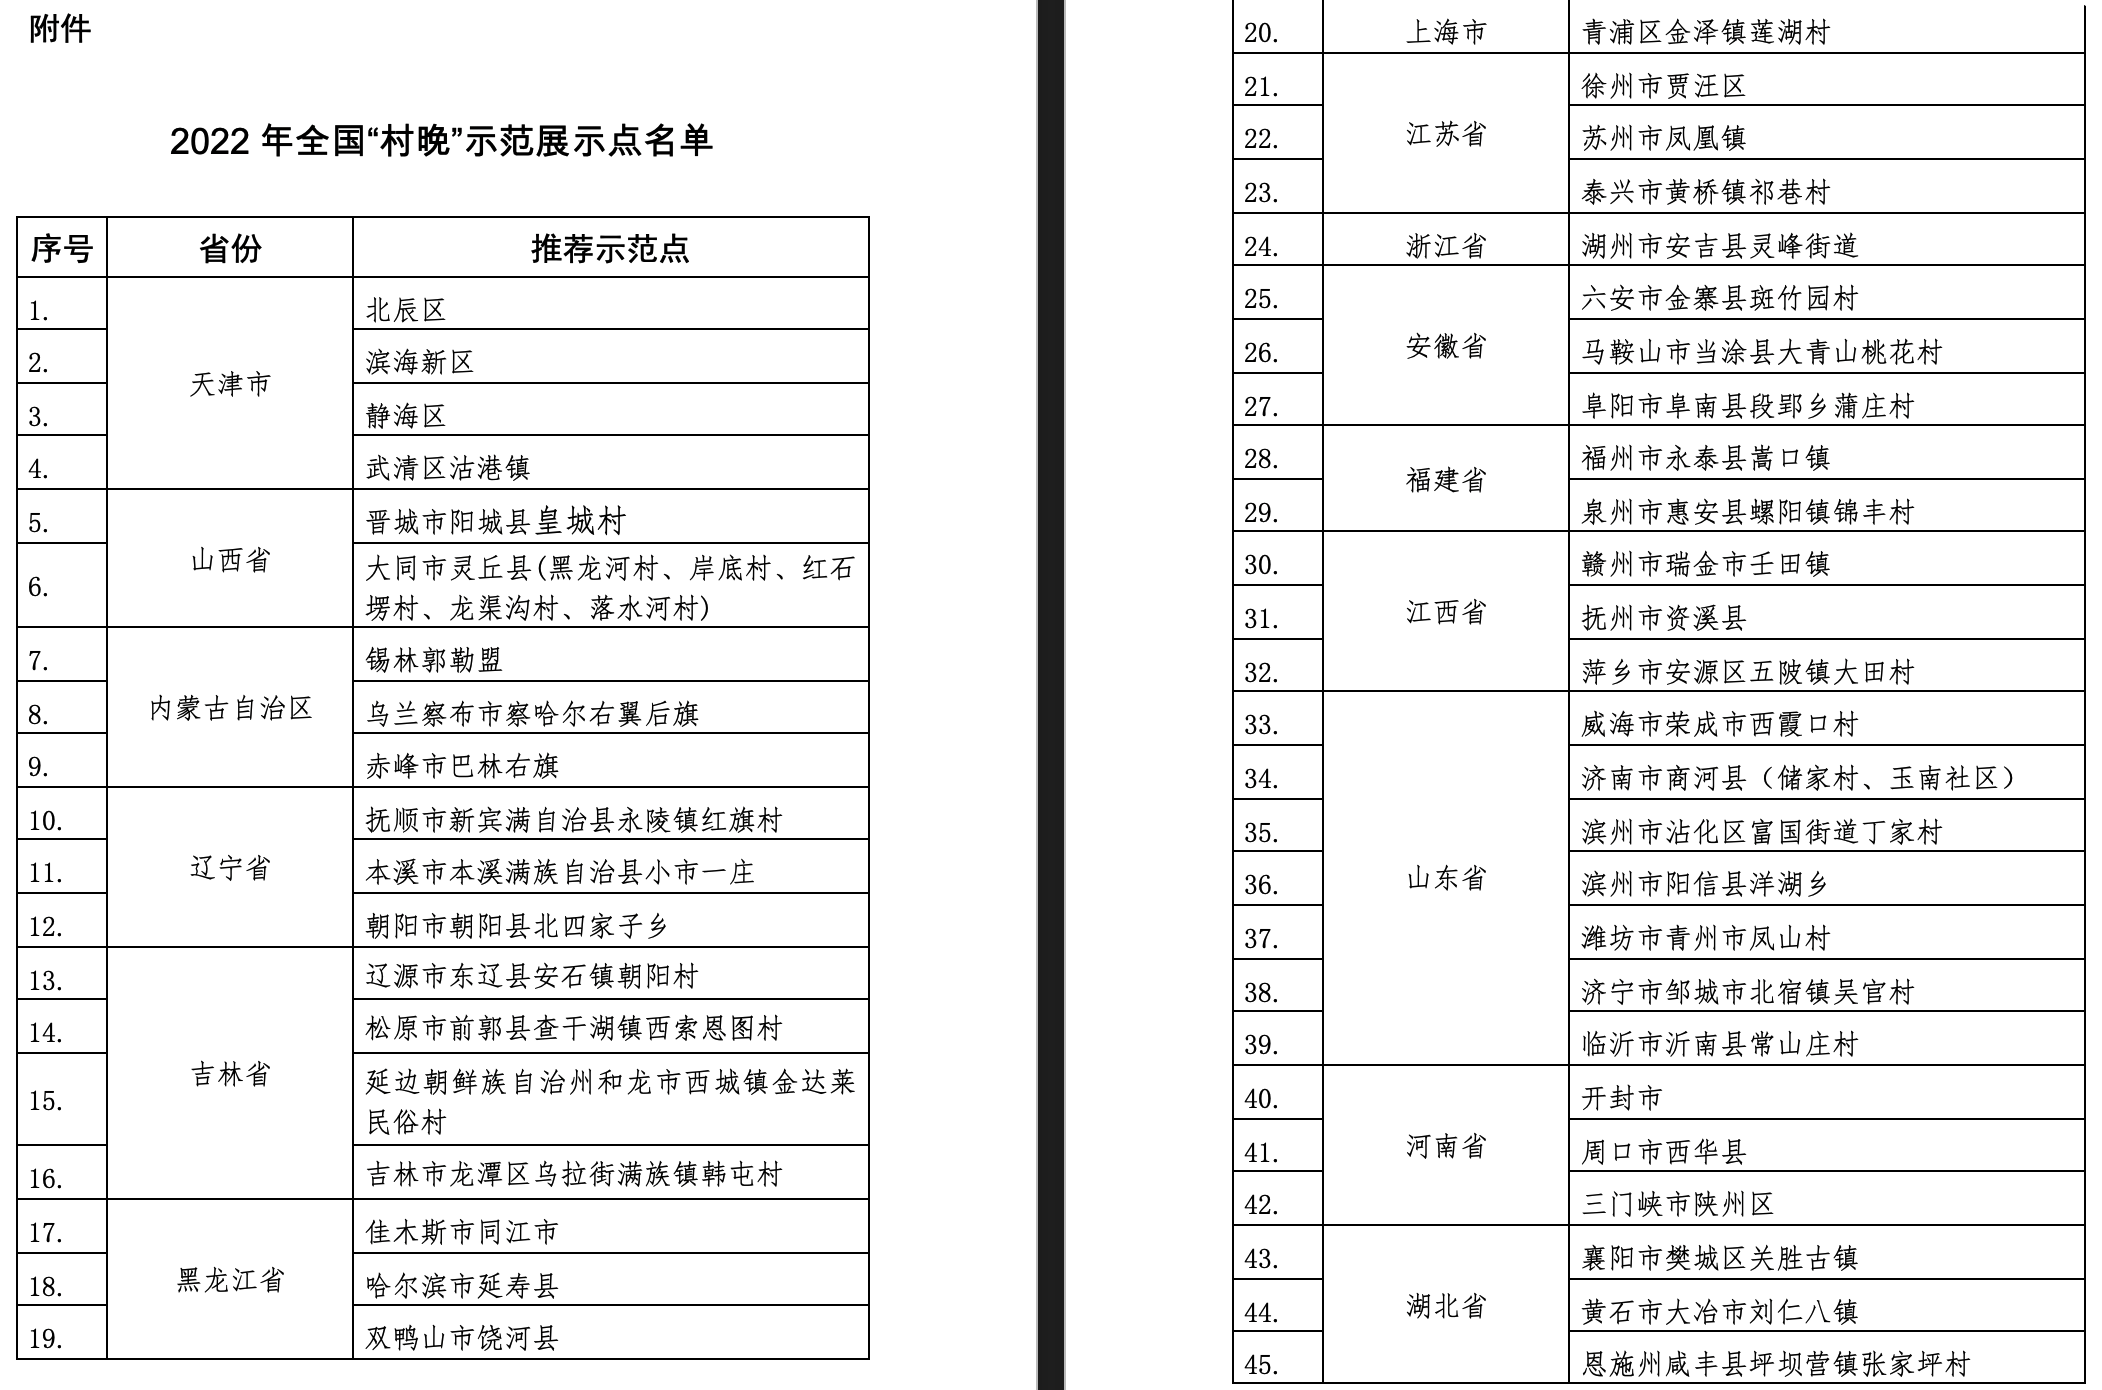 附件
2022 年全国“村晚”示范展示点名单
序号 省份 推荐示范点
1. 天津市 北辰区
2. 滨海新区
3. 静海区
4. 武清区沽港镇
5. 山西省 晋城市阳城县皇城村
6. 大同市灵丘县(黑龙河村、岸底村、红石
塄村、龙渠沟村、落水河村)
7. 内蒙古自治区 锡林郭勒盟
8. 乌兰察布市察哈尔右翼后旗
9. 赤峰市巴林右旗
10. 辽宁省 抚顺市新宾满自治县永陵镇红旗村
11. 本溪市本溪满族自治县小市一庄
12. 朝阳市朝阳县北四家子乡
13. 吉林省 辽源市东辽县安石镇朝阳村
14. 松原市前郭县查干湖镇西索恩图村
15. 延边朝鲜族自治州和龙市西城镇金达莱
民俗村
16. 吉林市龙潭区乌拉街满族镇韩屯村
17. 黑龙江省 佳木斯市同江市
18. 哈尔滨市延寿县
19. 双鸭山市饶河县
20. 上海市 青浦区金泽镇莲湖村
21. 江苏省 徐州市贾汪区
22. 苏州市凤凰镇
23. 泰兴市黄桥镇祁巷村
24. 浙江省 湖州市安吉县灵峰街道
25. 安徽省 六安市金寨县斑竹园村
26. 马鞍山市当涂县大青山桃花村
27. 阜阳市阜南县段郢乡蒲庄村
28. 福建省 福州市永泰县嵩口镇
29. 泉州市惠安县螺阳镇锦丰村
30. 江西省 赣州市瑞金市壬田镇
31. 抚州市资溪县
32. 萍乡市安源区五陂镇大田村
33. 山东省 威海市荣成市西霞口村
34. 济南市商河县（储家村、玉南社区）
35. 滨州市沾化区富国街道丁家村
36. 滨州市阳信县洋湖乡
37. 潍坊市青州市凤山村
38. 济宁市邹城市北宿镇吴官村
39. 临沂市沂南县常山庄村
40. 河南省 开封市
41. 周口市西华县
42. 三门峡市陕州区
43. 湖北省 襄阳市樊城区关胜古镇
44. 黄石市大冶市刘仁八镇
45. 恩施州咸丰县坪坝营镇张家坪村